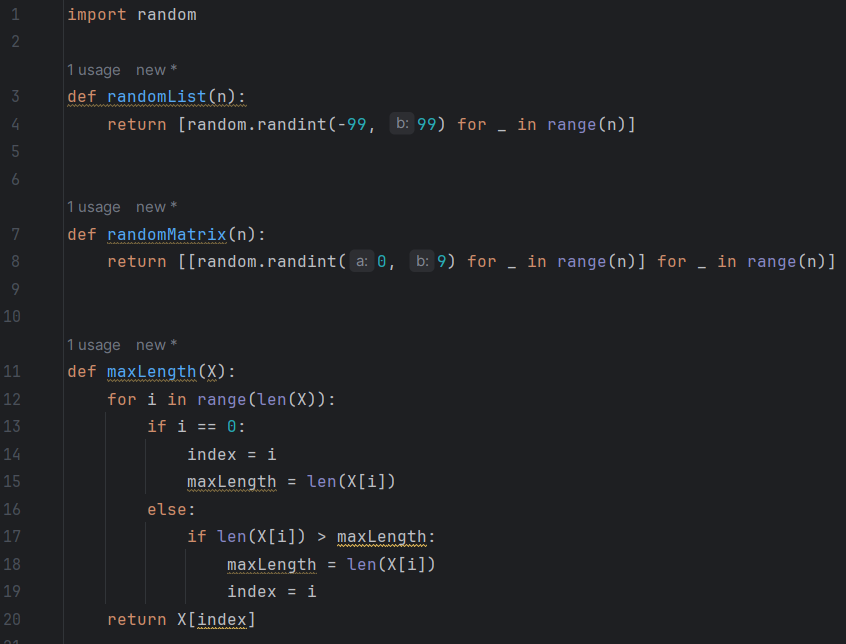 1 import random
2
1 usage new *
3 def randomList(n):
4     return [random.randint(-99, b: 99) for _ in range(n)]
5
6
1 usage new *
7 def randomMatrix(n):
8     return [[random.randint( a: 0, b: 9) for _ in range(n)] for _ in range(n)]
9
10
1 usage new *
11 def maxLength(X):
12     for i in range(len(X)):
13         if i == 0:
14             index = i
15             maxLength = len(X[i])
16         else:
17             if len(X[i]) > maxLength:
18                 maxLength = len(X[i])
19                 index = i
20     return X[index]